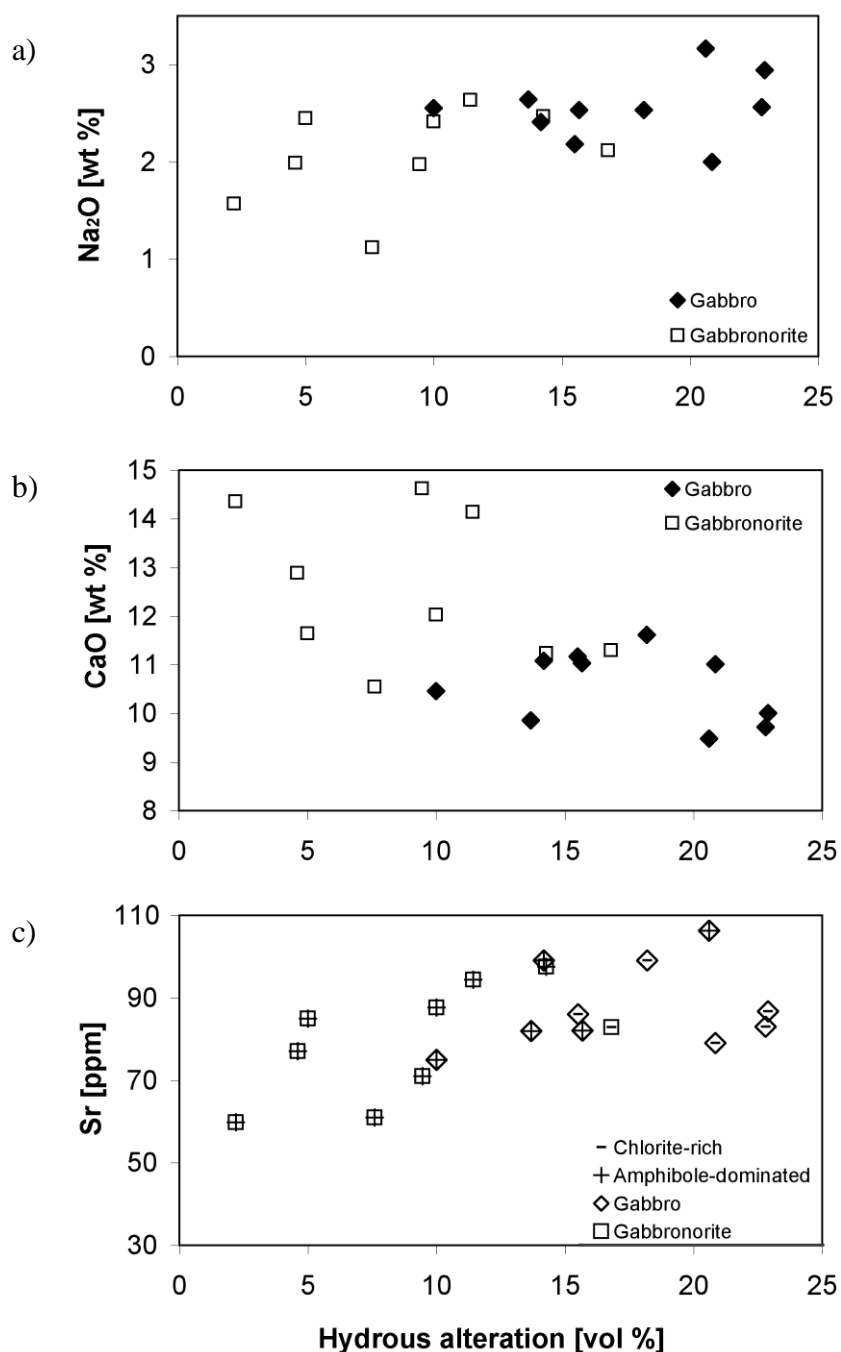 a)
Na₂O [wt %]
3
2
1
0
Gabbro
Gabbronorite
0 5 10 15 20 25
b)
CaO [wt %]
15
14
13
12
11
10
9
8
Gabbro
Gabbronorite
0 5 10 15 20 25
c)
Sr [ppm]
110
90
70
50
30
Chlorite-rich
Amphibole-dominated
Gabbro
Gabbronorite
0 5 10 15 20 25
Hydrous alteration [vol %]